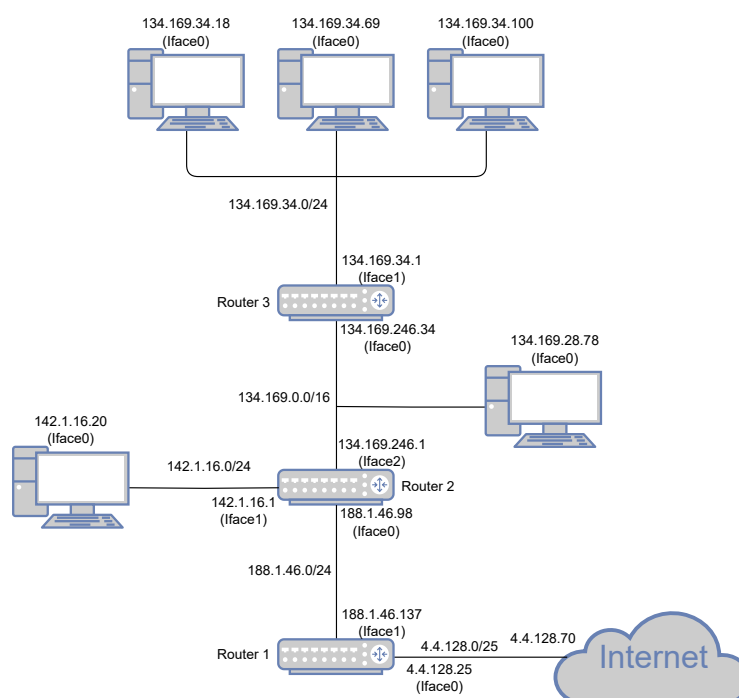 134.169.34.18
(Iface0)
134.169.34.69
(Iface0)
134.169.34.100
(Iface0)
134.169.34.0/24
134.169.34.1
(Iface1)
Router 3
134.169.246.34
(Iface0)
134.169.28.78
(Iface0)
134.169.0.0/16
142.1.16.20
(Iface0)
134.169.246.1
(Iface2)
142.1.16.0/24
Router 2
142.1.16.1
(Iface1)
188.1.46.98
(Iface0)
188.1.46.0/24
188.1.46.137
(Iface1)
Router 1
4.4.128.0/25
4.4.128.70
Internet
4.4.128.25
(Iface0)